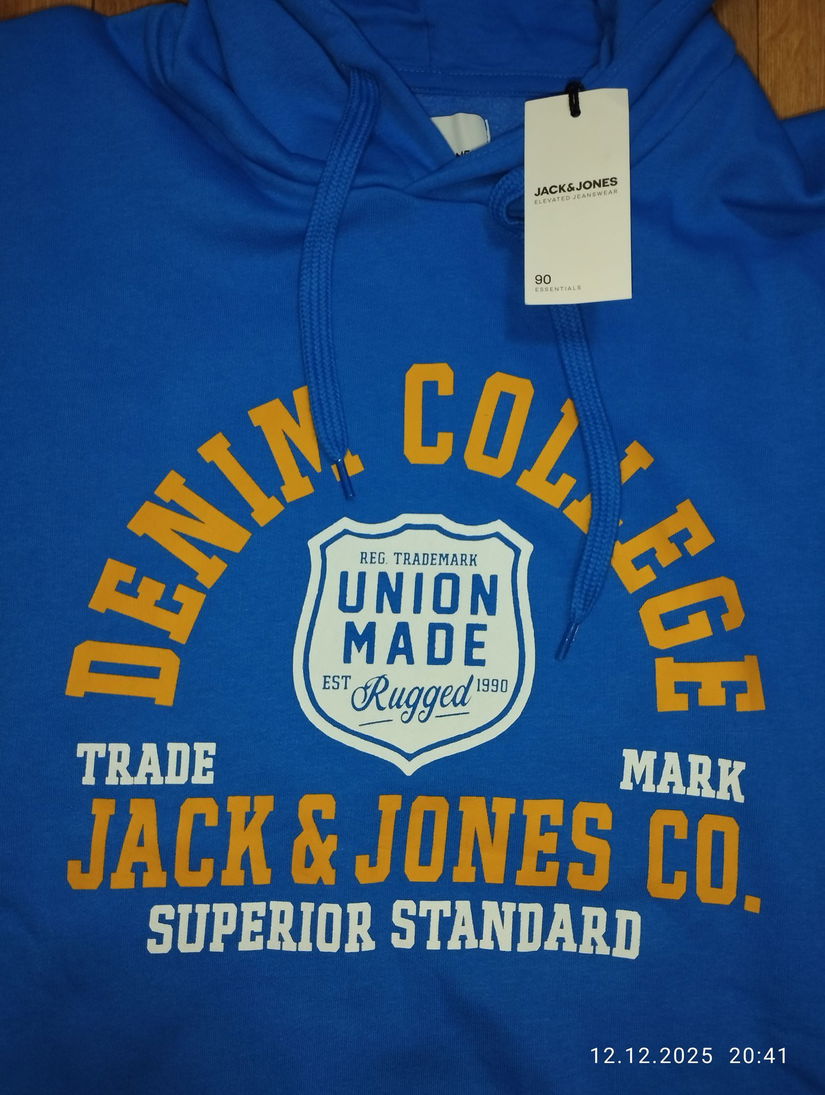 JACK&JONES
ELEVATED JEANSWEAR
90
ESSENTIALS
DENIM COLLEGE
REG. TRADEMARK
UNION
MADE
EST Rugged 1990
TRADE MARK
JACK & JONES CO.
SUPERIOR STANDARD
12.12.2025 20:41